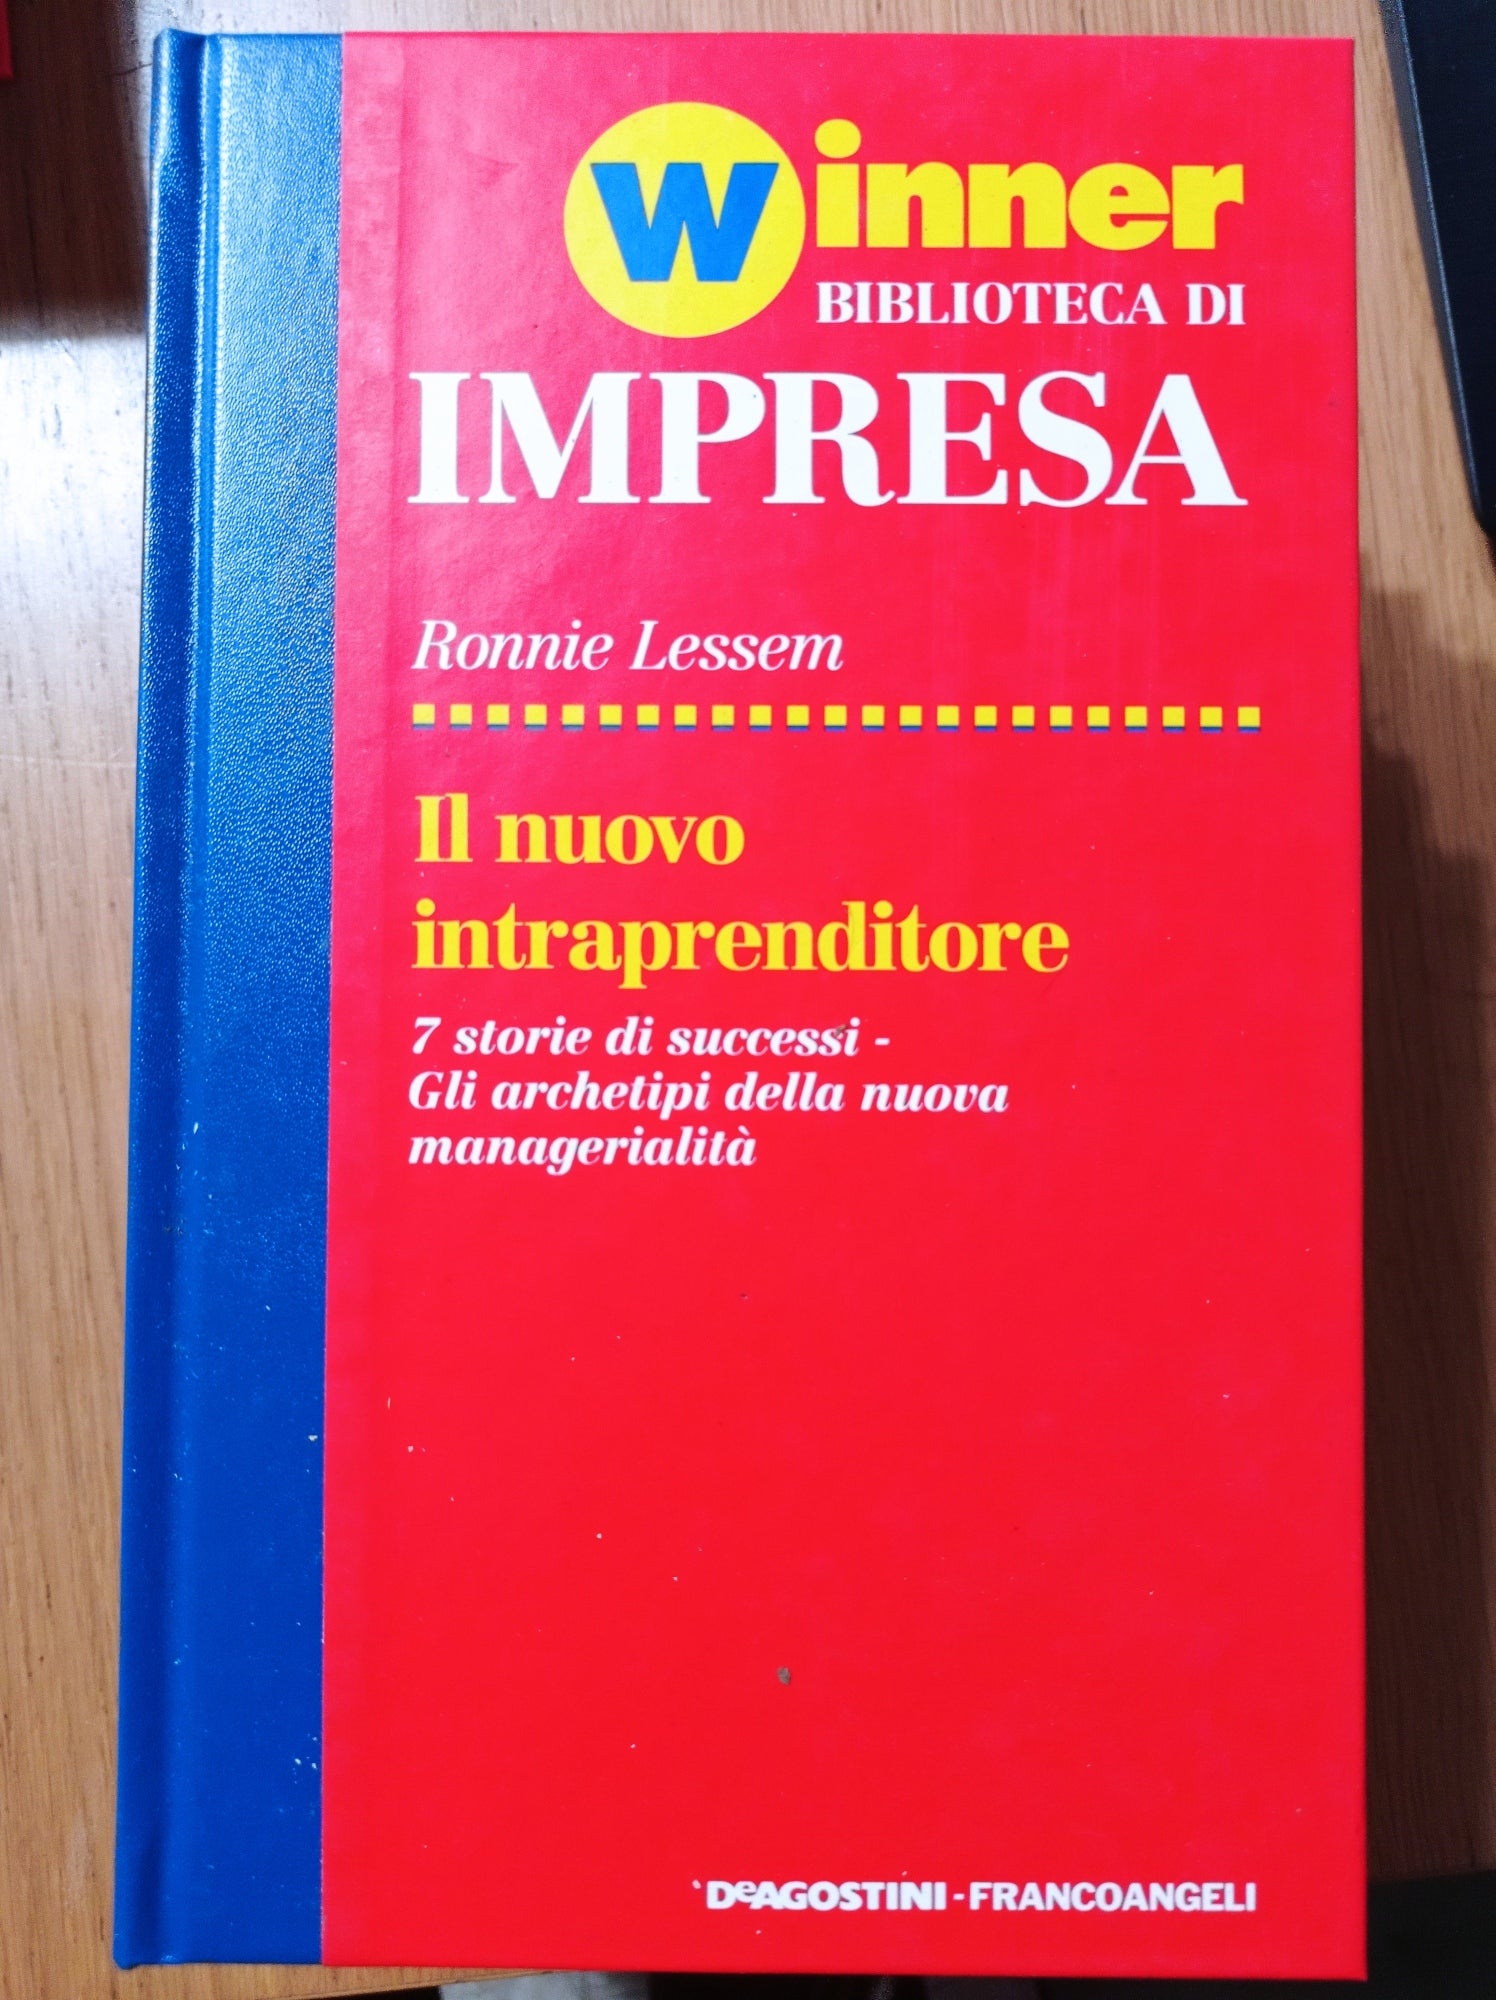 Winner
BIBLIOTECA DI
IMPRESA
Ronnie Lessem
Il nuovo
intraprenditore
7 storie di successi -
Gli archetipi della nuova
managerialità
DeAGOSTINI - FRANCOANGELI